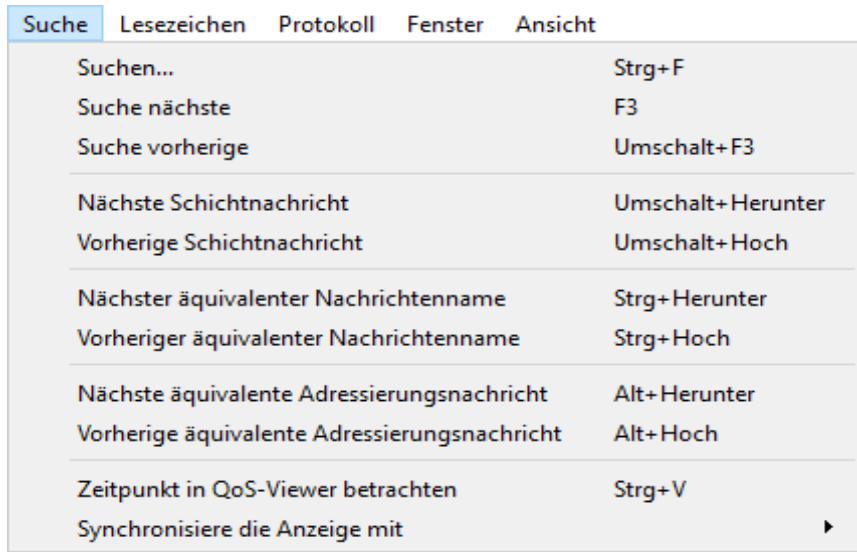 Suche Lesezeichen Protokoll Fenster Ansicht
Suchen... Strg+F
Suche nächste F3
Suche vorherige Umschalt+F3
Nächste Schichtnachricht Umschalt+Herunter
Vorherige Schichtnachricht Umschalt+Hoch
Nächster äquivalenter Nachrichtenname Strg+Herunter
Vorheriger äquivalenter Nachrichtenname Strg+Hoch
Nächste äquivalente Adressierungsnachricht Alt+Herunter
Vorherige äquivalente Adressierungsnachricht Alt+Hoch
Zeitpunkt in QoS-Viewer betrachten Strg+V
Synchronisiere die Anzeige mit